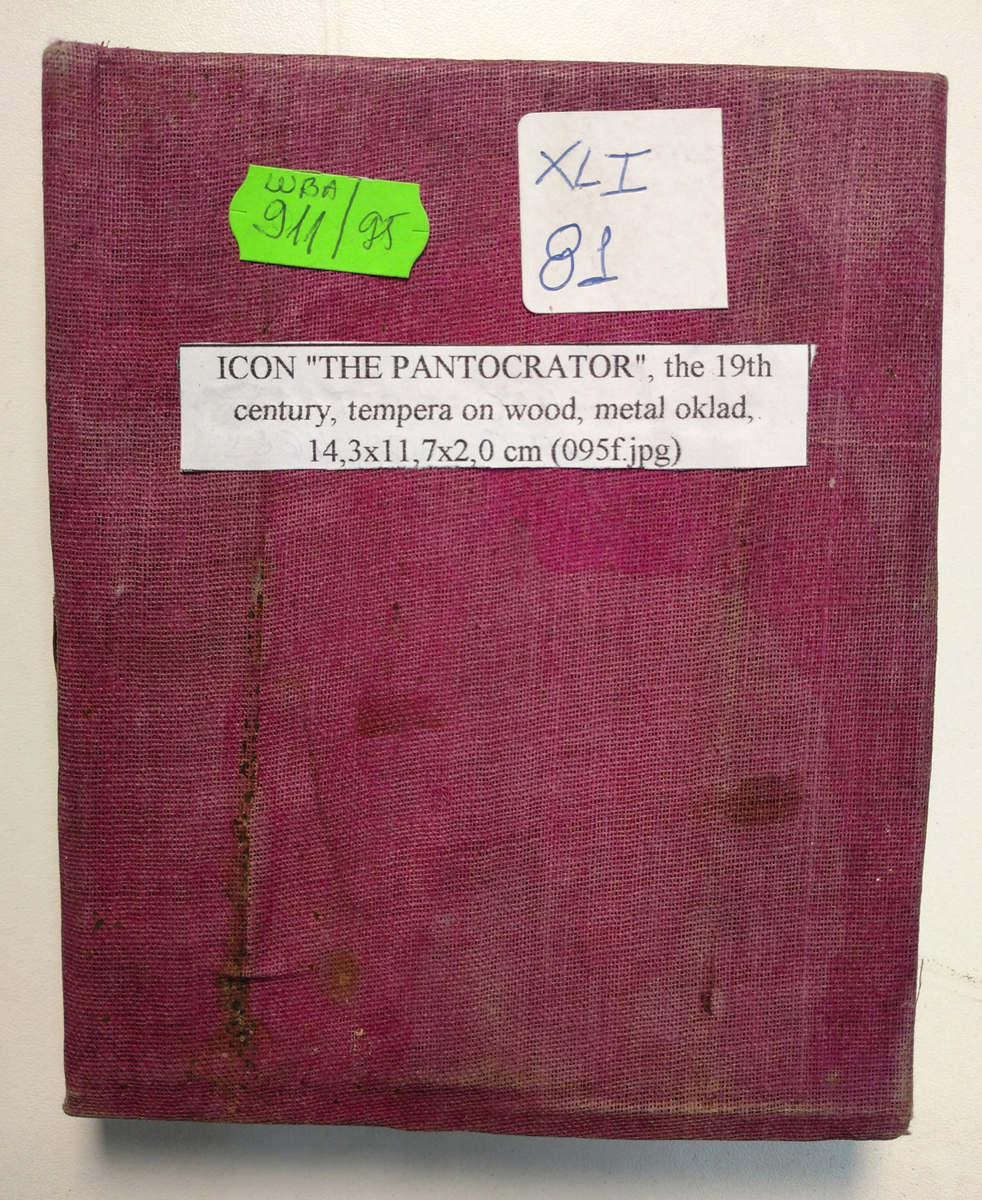 WBA
911/95
XLI
81
ICON "THE PANTOCRATOR", the 19th
century, tempera on wood, metal oklad,
14,3x11,7x2,0 cm (095f.jpg)